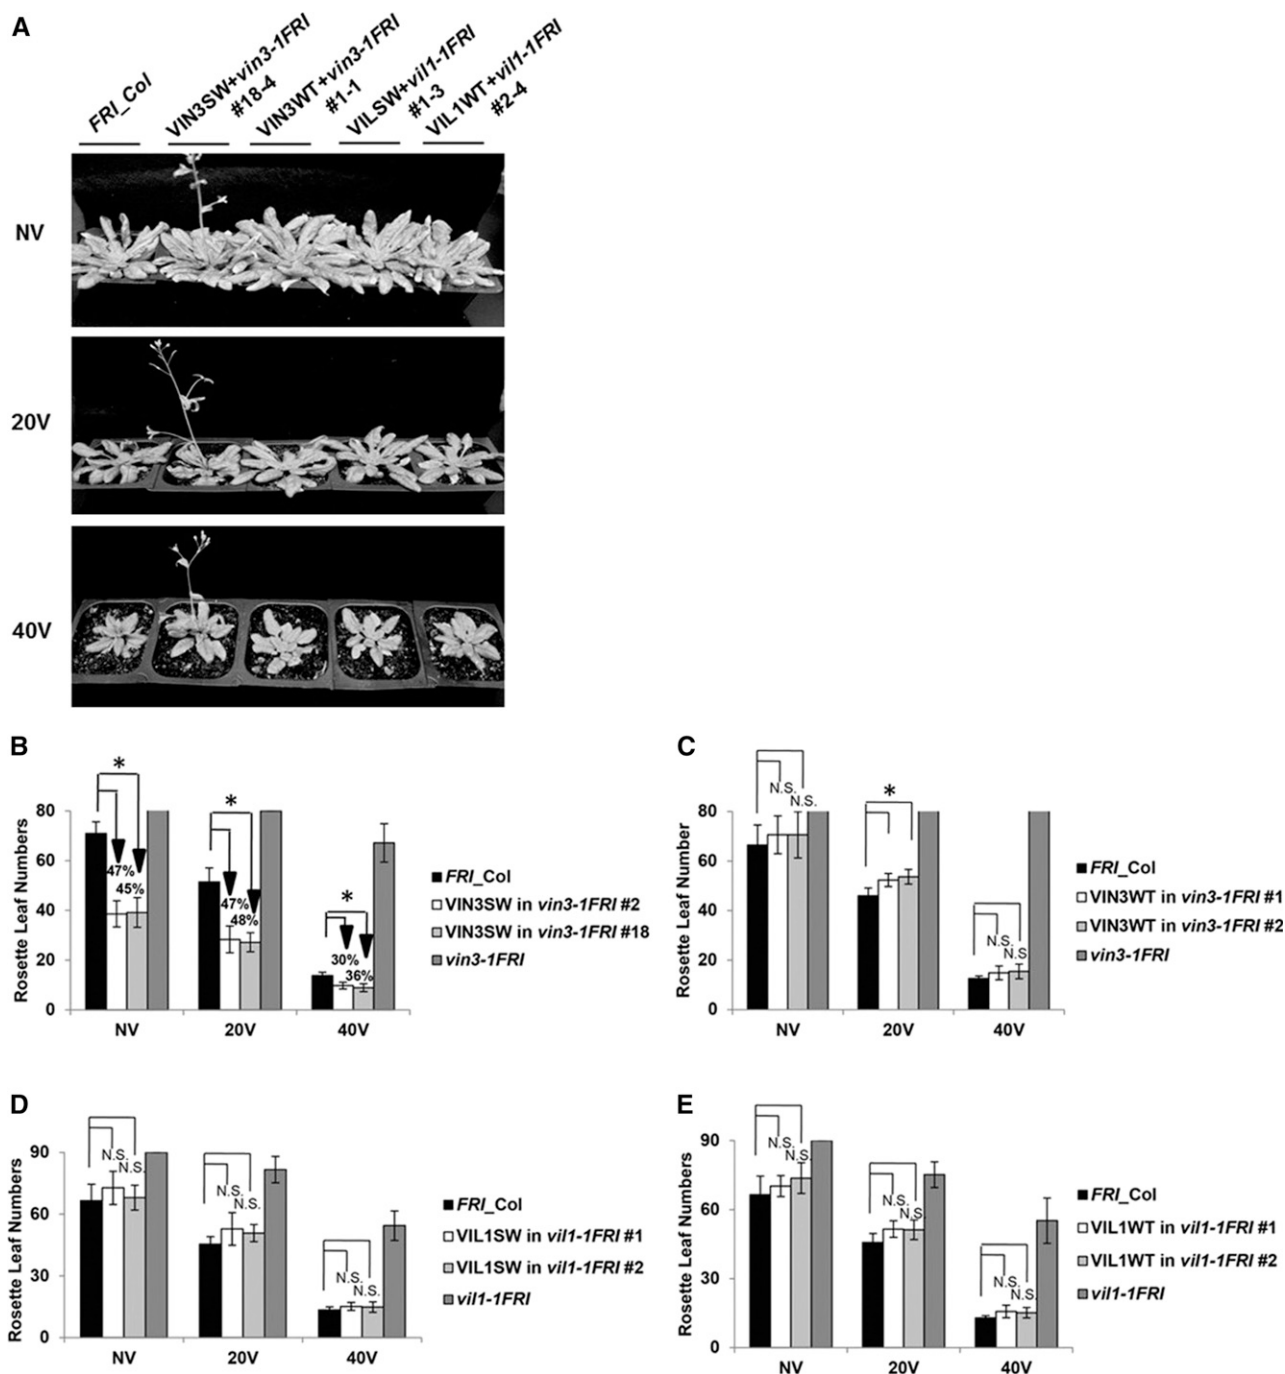 A
FRI_Col
VIN3SW+vin3-1FRI
#18-4
VIN3WT+vin3-1FRI
#1-1
VILSW+vil1-1FRI
#1-3
VIL1WT+vil1-1FRI
#2-4
NV
20V
40V
B
Rosette Leaf Numbers
80
60
40
20
0
*
47%
45%
*
47%
48%
*
30%
36%
NV
20V
40V
FRI_Col
VIN3SW in vin3-1FRI #2
VIN3SW in vin3-1FRI #18
vin3-1FRI
C
Rosette Leaf Number
80
60
40
20
0
N.S.
N.S.
*
N.S.
N.S
NV
20V
40V
FRI_Col
VIN3WT in vin3-1FRI #1
VIN3WT in vin3-1FRI #2
vin3-1FRI
D
Rosette Leaf Numbers
90
60
30
0
N.S.
N.S.
N.S.
N.S.
N.S.
N.S.
NV
20V
40V
FRI_Col
VIL1SW in vil1-1FRI #1
VIL1SW in vil1-1FRI #2
vil1-1FRI
E
Rosette Leaf Numbers
90
60
30
0
N.S.
N.S.
N.S.
N.S.
N.S.
N.S.
NV
20V
40V
FRI_Col
VIL1WT in vil1-1FRI #1
VIL1WT in vil1-1FRI #2
vil1-1FRI